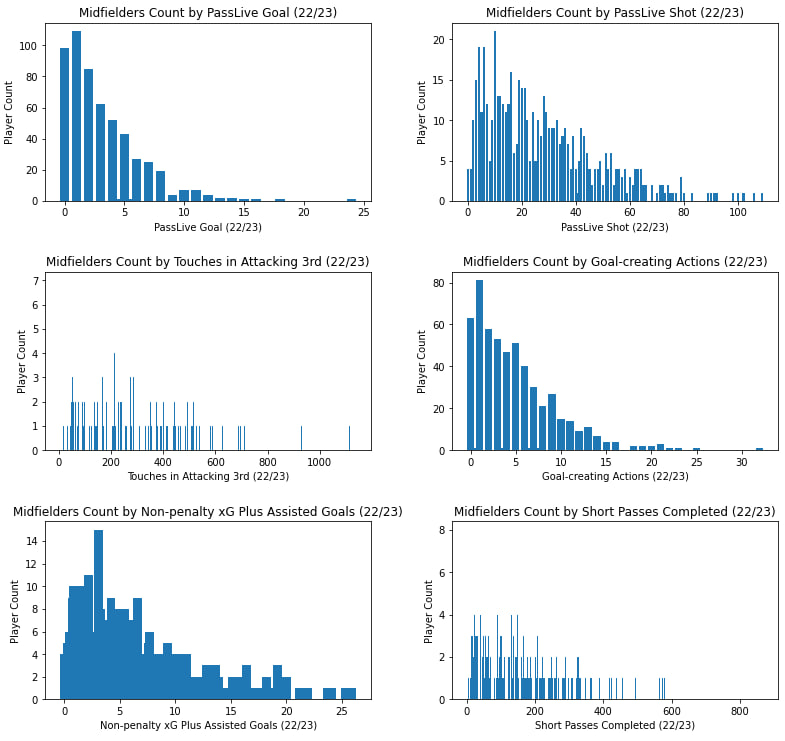 Midfielders Count by PassLive Goal (22/23)
Player Count
100
80
60
40
20
0
0 5 10 15 20 25
PassLive Goal (22/23)
Midfielders Count by PassLive Shot (22/23)
Player Count
20
15
10
5
0
0 20 40 60 80 100
PassLive Shot (22/23)
Midfielders Count by Touches in Attacking 3rd (22/23)
Player Count
7
6
5
4
3
2
1
0
0 200 400 600 800 1000
Touches in Attacking 3rd (22/23)
Midfielders Count by Goal-creating Actions (22/23)
Player Count
80
60
40
20
0
0 5 10 15 20 25 30
Goal-creating Actions (22/23)
Midfielders Count by Non-penalty xG Plus Assisted Goals (22/23)
Player Count
14
12
10
8
6
4
2
0
0 5 10 15 20 25
Non-penalty xG Plus Assisted Goals (22/23)
Midfielders Count by Short Passes Completed (22/23)
Player Count
8
6
4
2
0
0 200 400 600 800
Short Passes Completed (22/23)